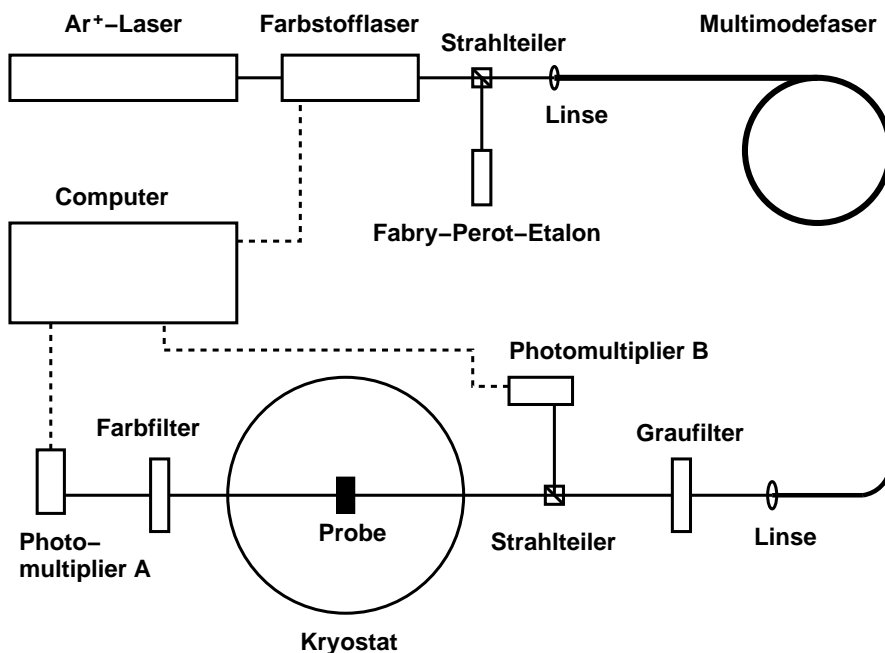 Ar⁺–Laser
Farbstofflaser
Strahlteiler
Multimodefaser
Linse
Computer
Fabry–Perot–Etalon
Photomultiplier B
Farbfilter
Graufilter
Probe
Strahlteiler
Linse
Photo–
multiplier A
Kryostat